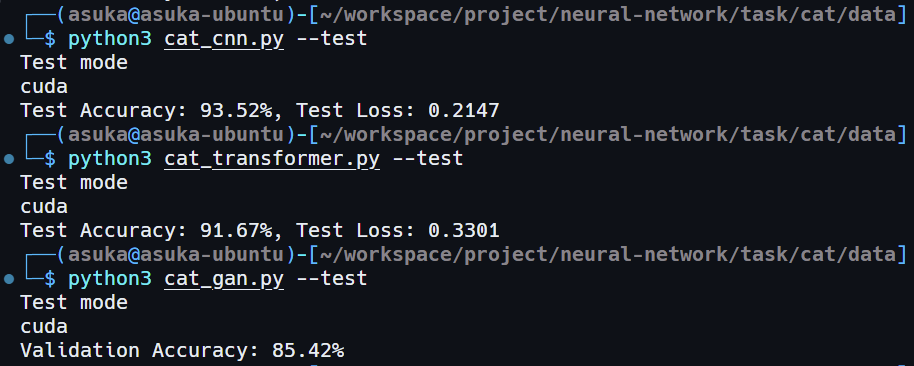 ┌──(asuka@asuka-ubuntu)-[~/workspace/project/neural-network/task/cat/data]
└─$ python3 cat_cnn.py --test
Test mode
cuda
Test Accuracy: 93.52%, Test Loss: 0.2147
┌──(asuka@asuka-ubuntu)-[~/workspace/project/neural-network/task/cat/data]
└─$ python3 cat_transformer.py --test
Test mode
cuda
Test Accuracy: 91.67%, Test Loss: 0.3301
┌──(asuka@asuka-ubuntu)-[~/workspace/project/neural-network/task/cat/data]
└─$ python3 cat_gan.py --test
Test mode
cuda
Validation Accuracy: 85.42%